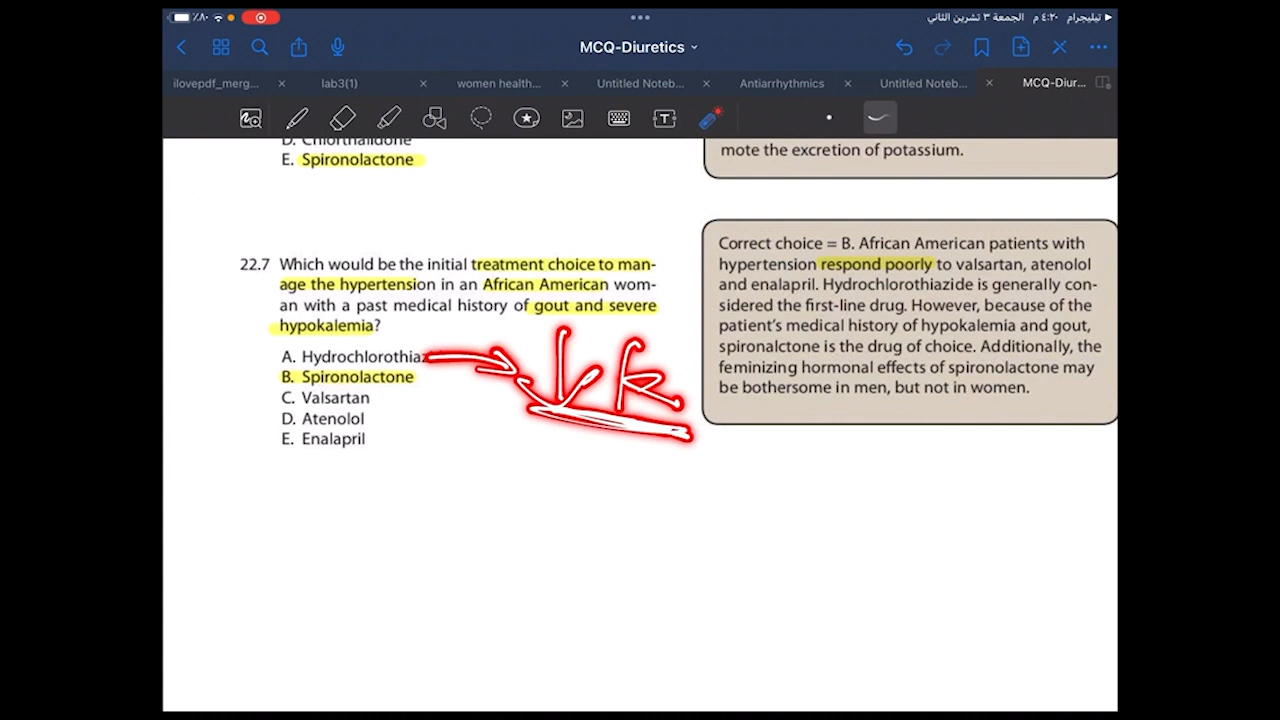 ▶ تيليجرام ٤:٢٠ م الجمعة ٣ تشرين الثاني
٪٨٠
MCQ-Diuretics
ilovepdf_merg...
lab3(1)
women health...
Untitled Noteb...
Antiarrhythmics
Untitled Noteb...
MCQ-Diur...
D. Chlorthalidone
E. Spironolactone
mote the excretion of potassium.
22.7 Which would be the initial treatment choice to man-
age the hypertension in an African American wom-
an with a past medical history of gout and severe
hypokalemia?
A. Hydrochlorothiaz
B. Spironolactone
C. Valsartan
D. Atenolol
E. Enalapril
↓ K
Correct choice = B. African American patients with
hypertension respond poorly to valsartan, atenolol
and enalapril. Hydrochlorothiazide is generally con-
sidered the first-line drug. However, because of the
patient's medical history of hypokalemia and gout,
spironalctone is the drug of choice. Additionally, the
feminizing hormonal effects of spironolactone may
be bothersome in men, but not in women.